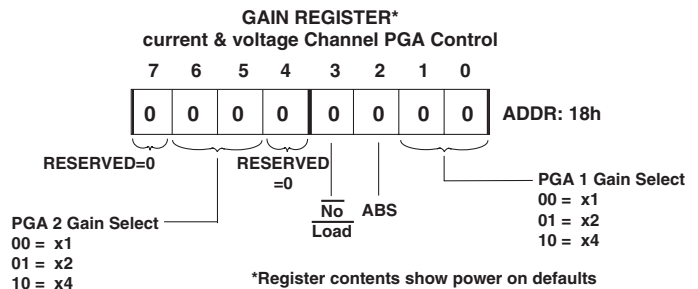 GAIN REGISTER*
current & voltage Channel PGA Control
7 6 5 4 3 2 1 0
0 0 0 0 0 0 0 0 ADDR: 18h
RESERVED=0
RESERVED
=0
No
Load
ABS
PGA 1 Gain Select
00 = x1
01 = x2
10 = x4
PGA 2 Gain Select
00 = x1
01 = x2
10 = x4
*Register contents show power on defaults